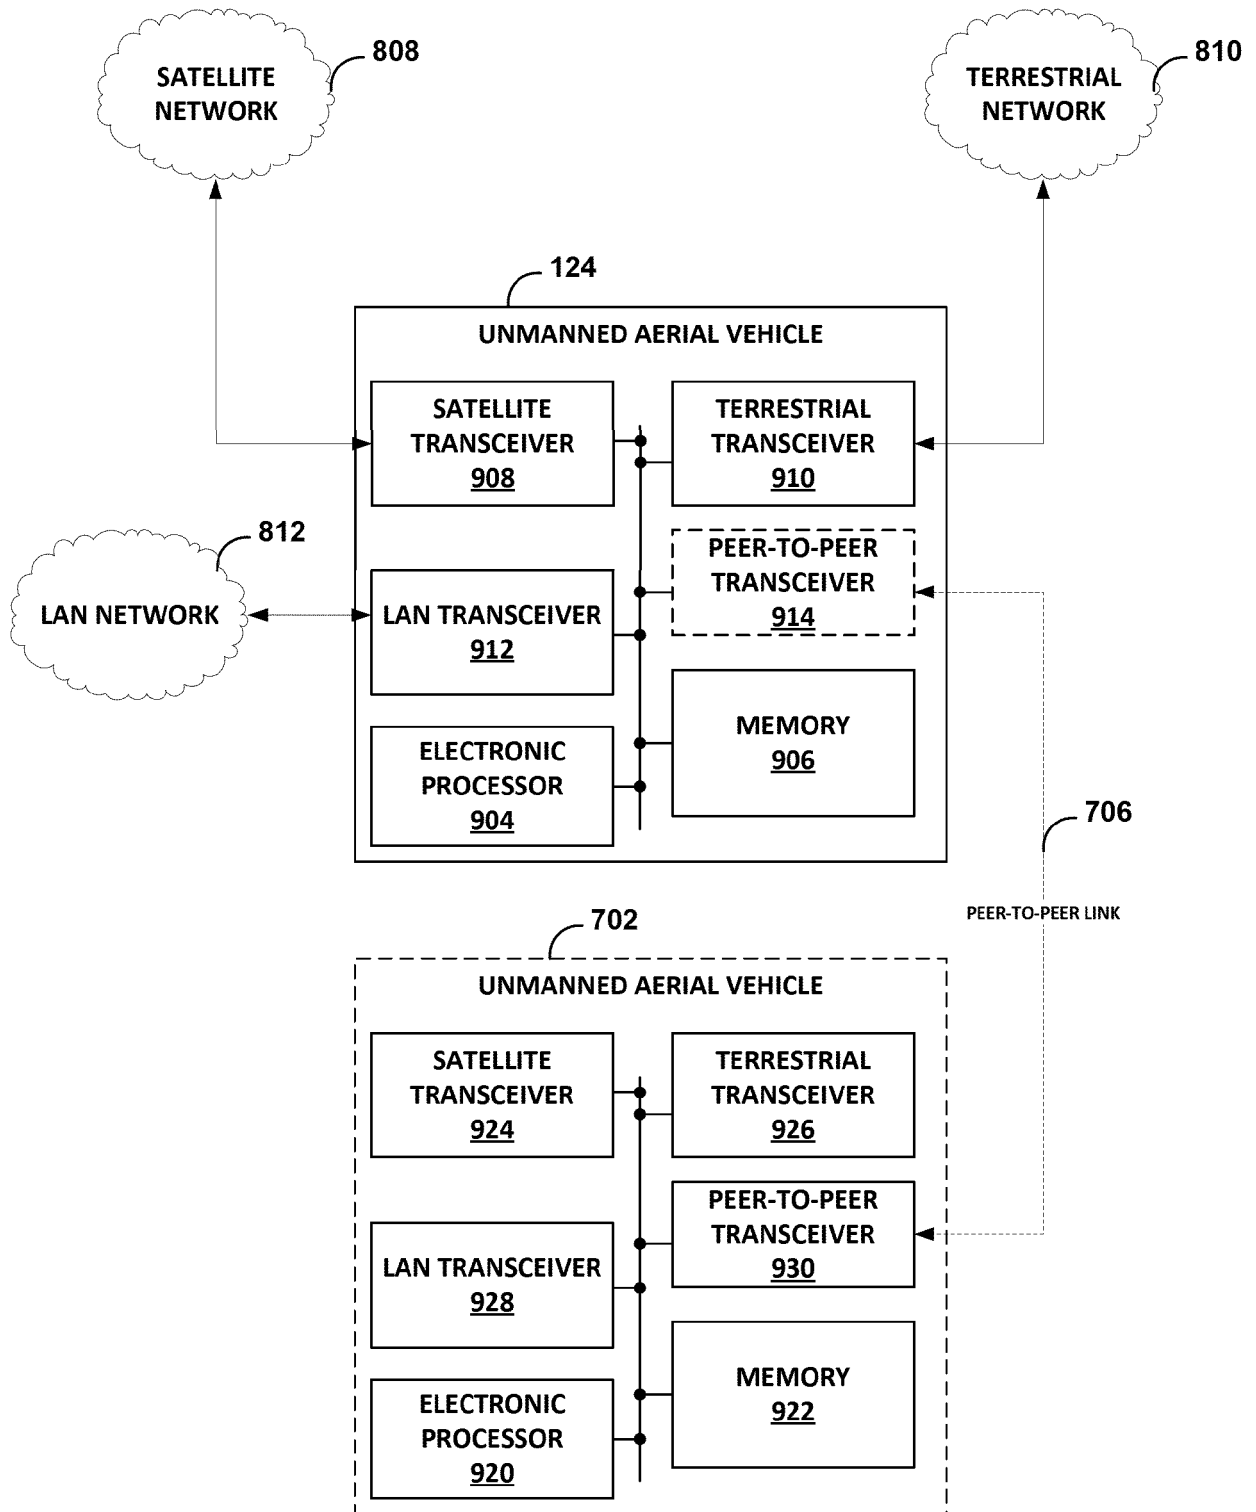 808
SATELLITE
NETWORK
810
TERRESTRIAL
NETWORK
124
UNMANNED AERIAL VEHICLE
SATELLITE
TRANSCEIVER
908
TERRESTRIAL
TRANSCEIVER
910
812
LAN NETWORK
PEER-TO-PEER
TRANSCEIVER
914
LAN TRANSCEIVER
912
MEMORY
906
ELECTRONIC
PROCESSOR
904
706
PEER-TO-PEER LINK
702
UNMANNED AERIAL VEHICLE
SATELLITE
TRANSCEIVER
924
TERRESTRIAL
TRANSCEIVER
926
PEER-TO-PEER
TRANSCEIVER
930
LAN TRANSCEIVER
928
MEMORY
922
ELECTRONIC
PROCESSOR
920